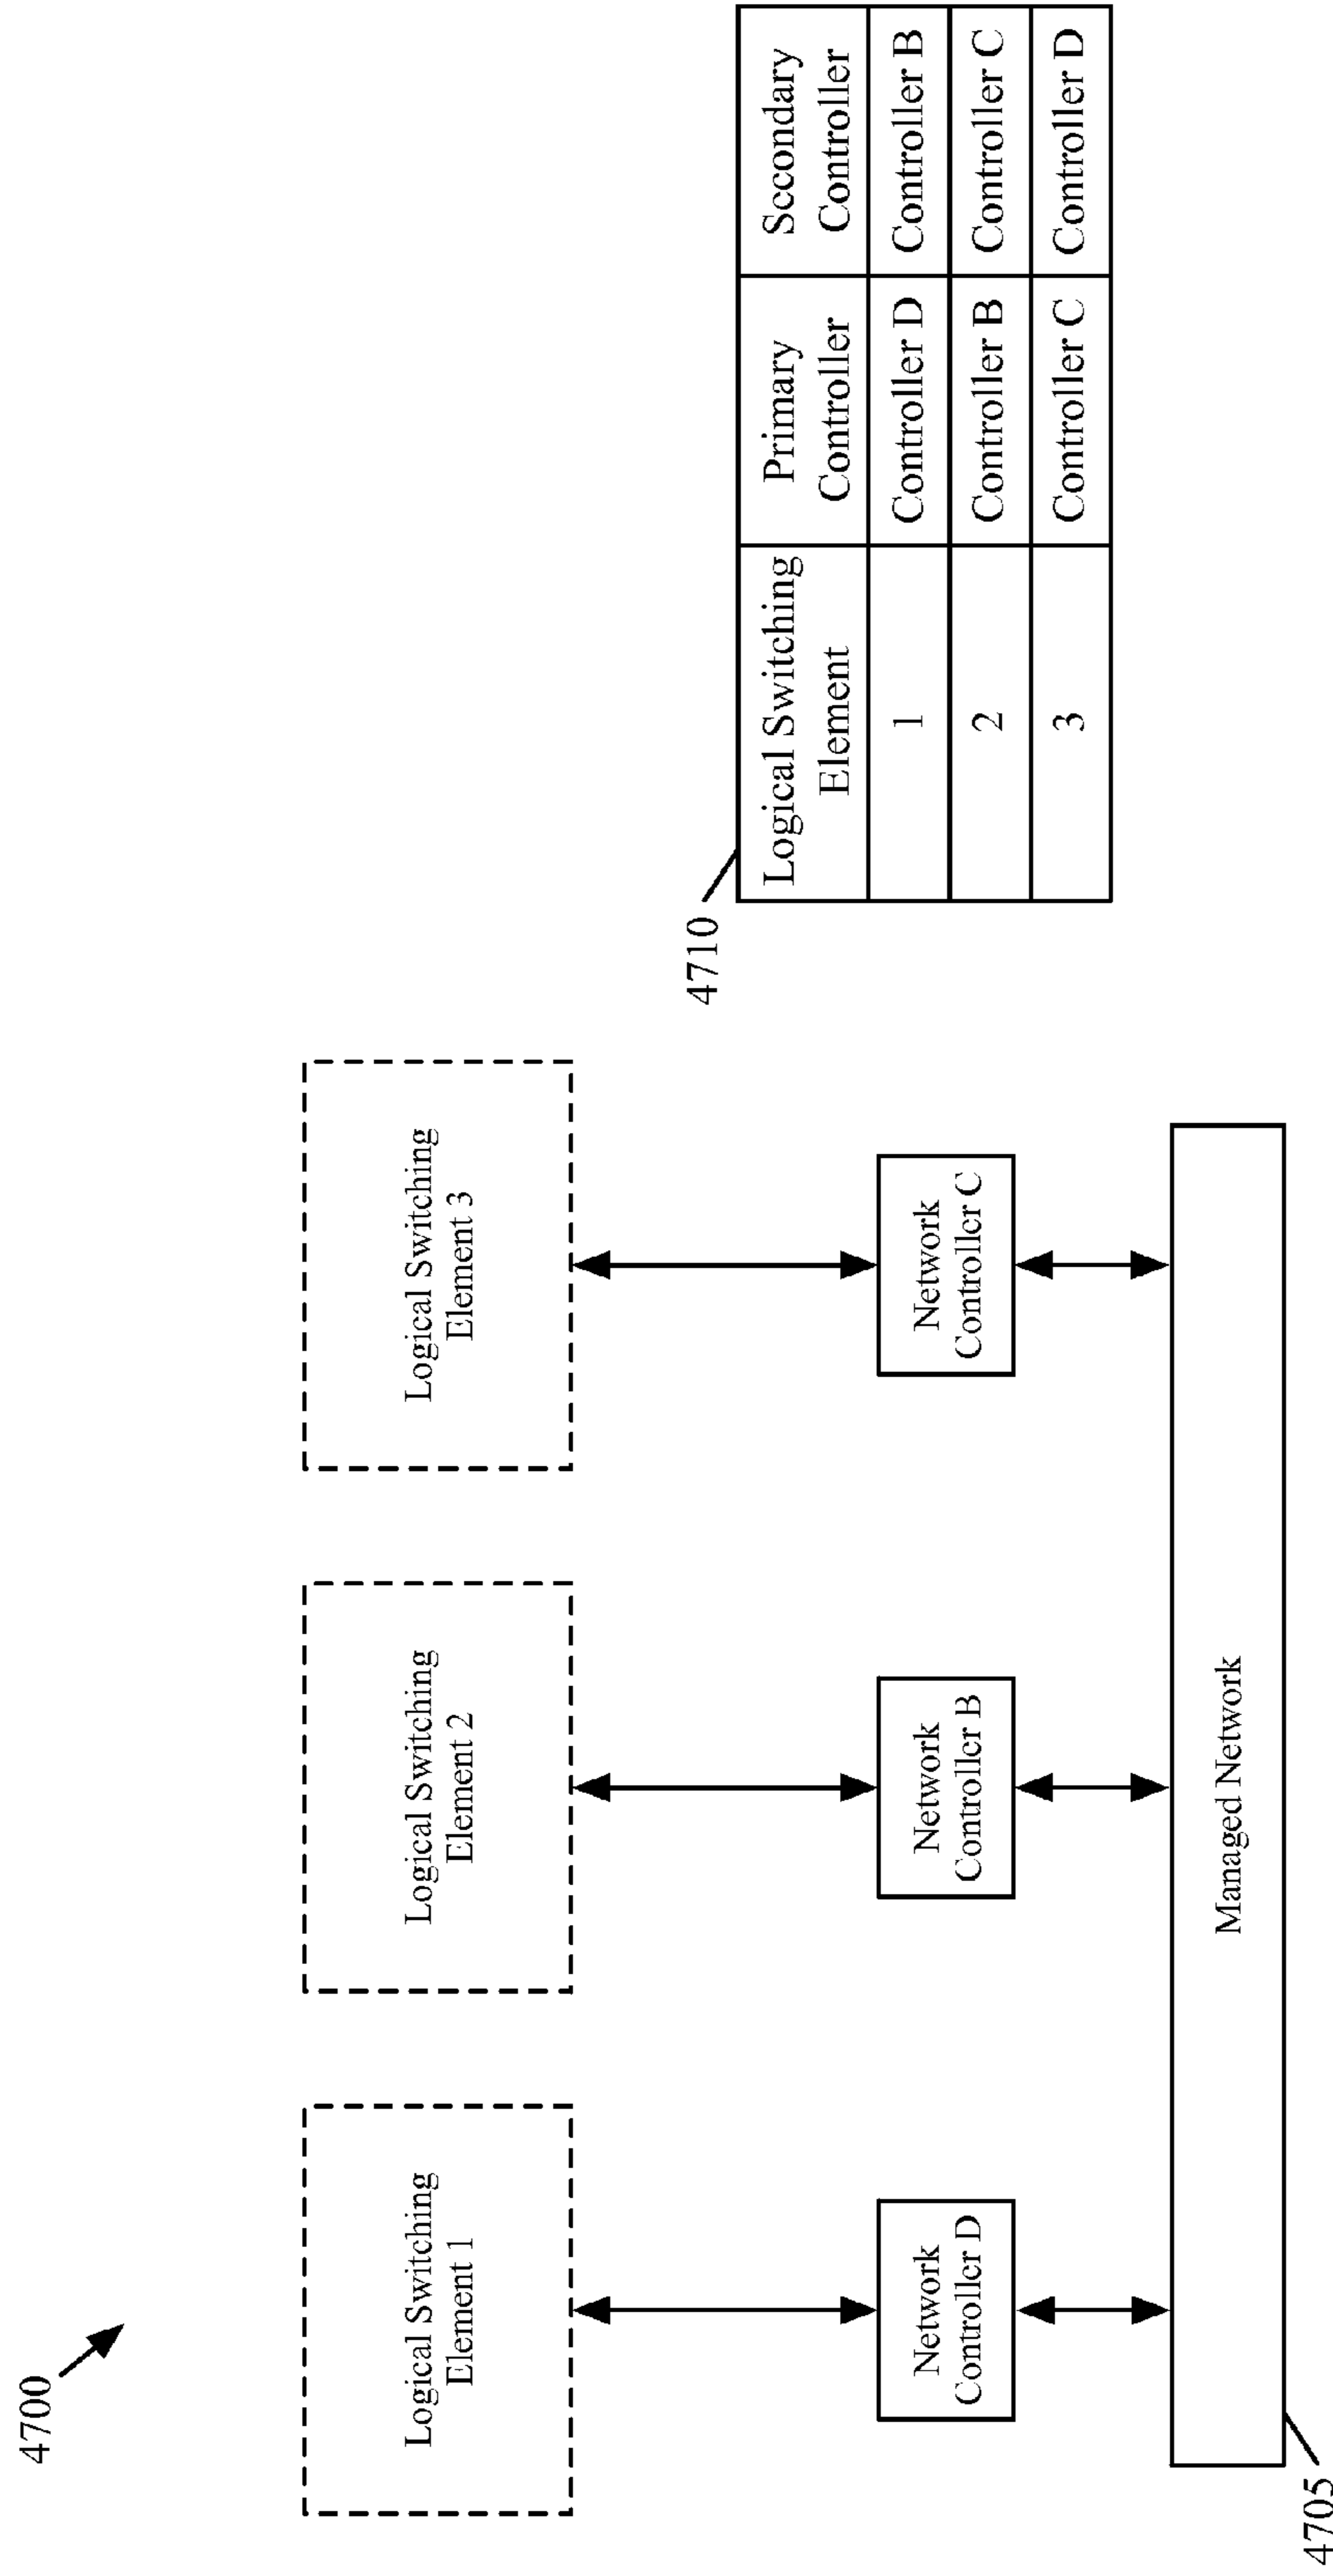 4700
Logical Switching
Element 1
Logical Switching
Element 2
Logical Switching
Element 3
Network
Controller D
Network
Controller B
Network
Controller C
Managed Network
4705
4710
Logical Switching
Element
Primary
Controller
Secondary
Controller
1
Controller D
Controller B
2
Controller B
Controller C
3
Controller C
Controller D